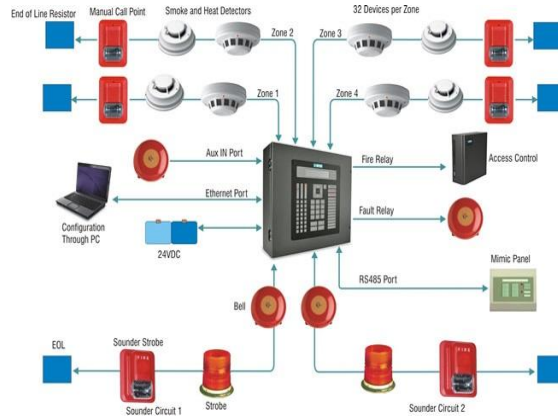 End of Line Resistor
Manual Call Point
Smoke and Heat Detectors
32 Devices per Zone
Zone 2
Zone 3
Zone 1
Zone 4
Aux IN Port
Fire Relay
Access Control
Ethernet Port
Configuration
Through PC
Fault Relay
24VDC
RS485 Port
Mimic Panel
Bell
EOL
Sounder Strobe
Sounder Circuit 1
Strobe
Sounder Circuit 2